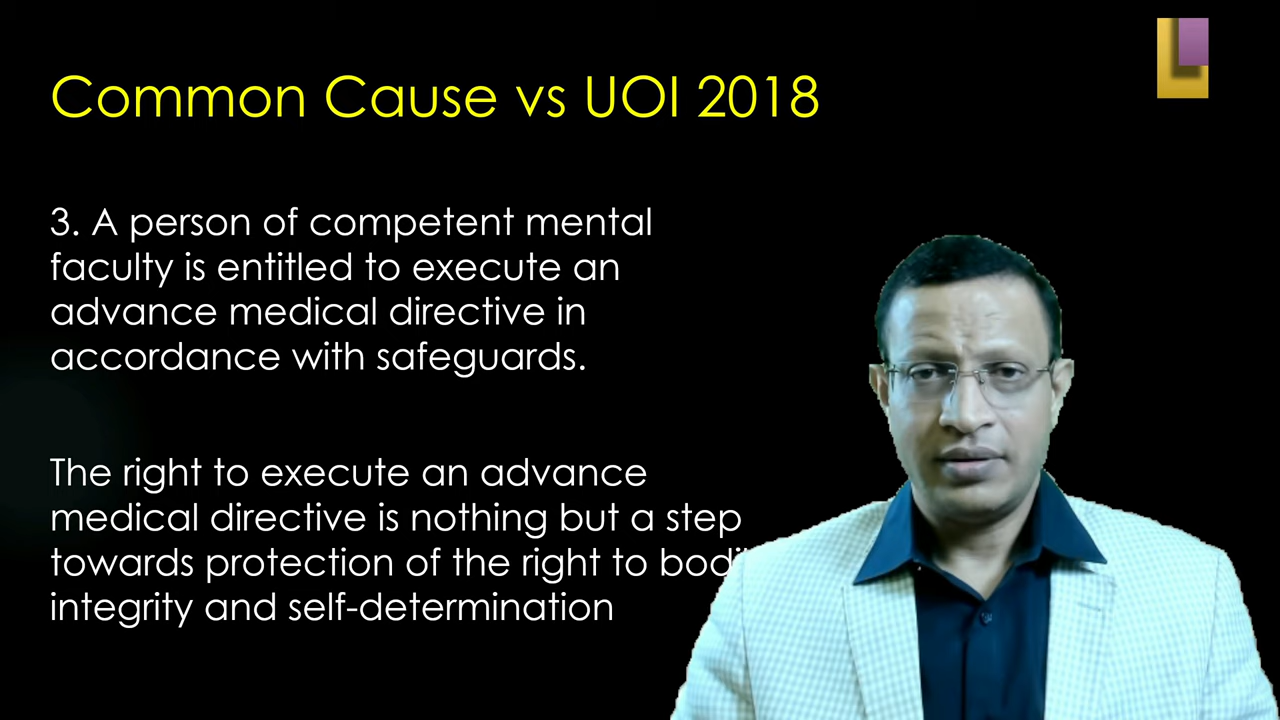 Common Cause vs UOI 2018
3. A person of competent mental
faculty is entitled to execute an
advance medical directive in
accordance with safeguards.
The right to execute an advance
medical directive is nothing but a step
towards protection of the right to
integrity and self-determination